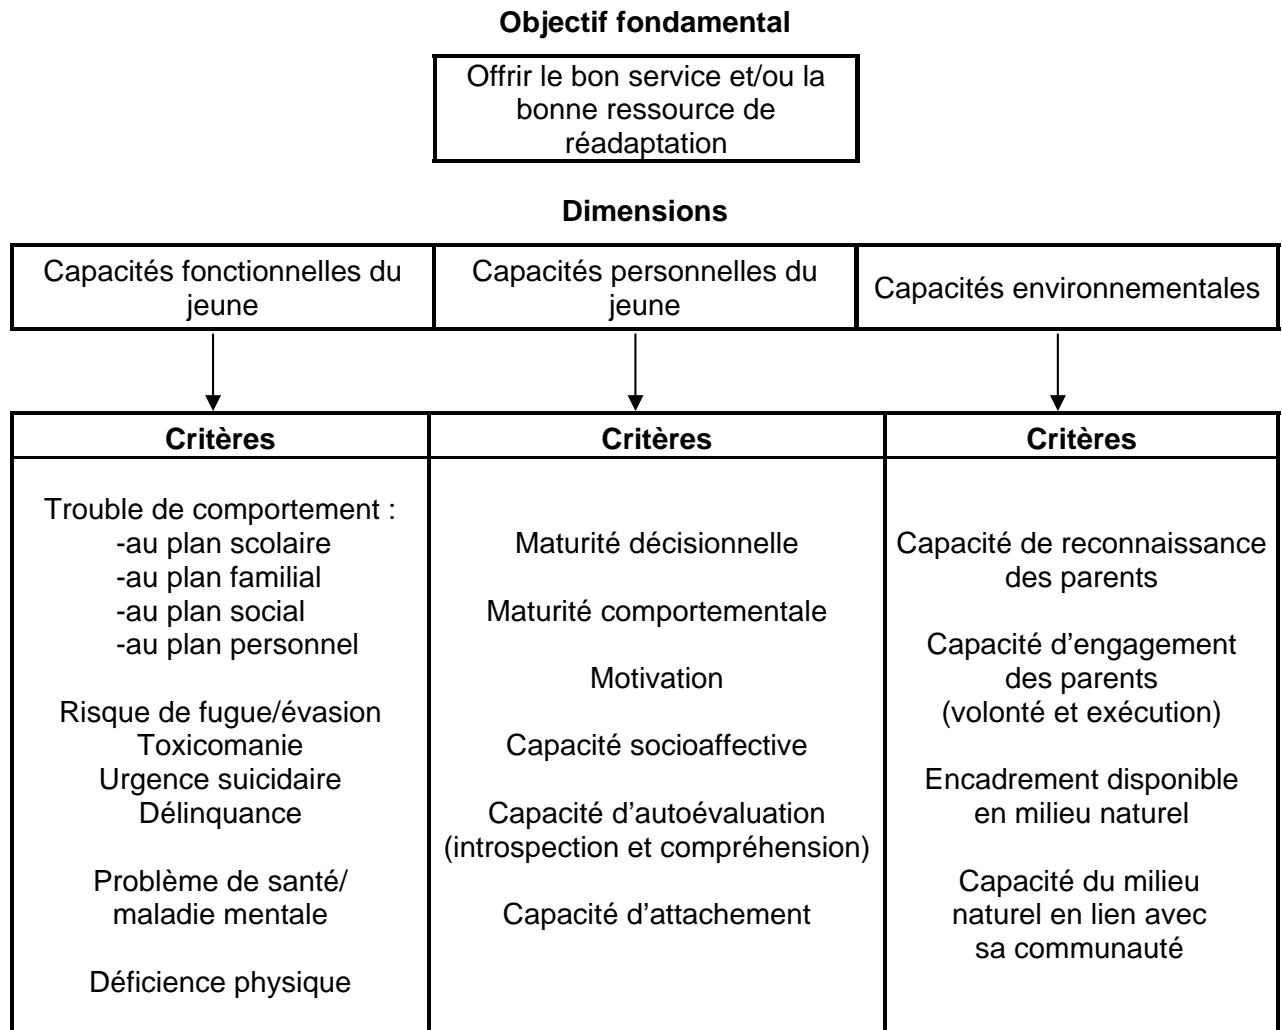 Objectif fondamental
Offrir le bon service et/ou la
bonne ressource de
réadaptation
Dimensions
Capacités fonctionnelles du
jeune
Capacités personnelles du
jeune
Capacités environnementales
Critères
Trouble de comportement :
-au plan scolaire
-au plan familial
-au plan social
-au plan personnel
Risque de fugue/évasion
Toxicomanie
Urgence suicidaire
Délinquance
Problème de santé/
maladie mentale
Déficience physique
Critères
Maturité décisionnelle
Maturité comportementale
Motivation
Capacité socioaffective
Capacité d'autoévaluation
(introspection et compréhension)
Capacité d'attachement
Critères
Capacité de reconnaissance
des parents
Capacité d'engagement
des parents
(volonté et exécution)
Encadrement disponible
en milieu naturel
Capacité du milieu
naturel en lien avec
sa communauté